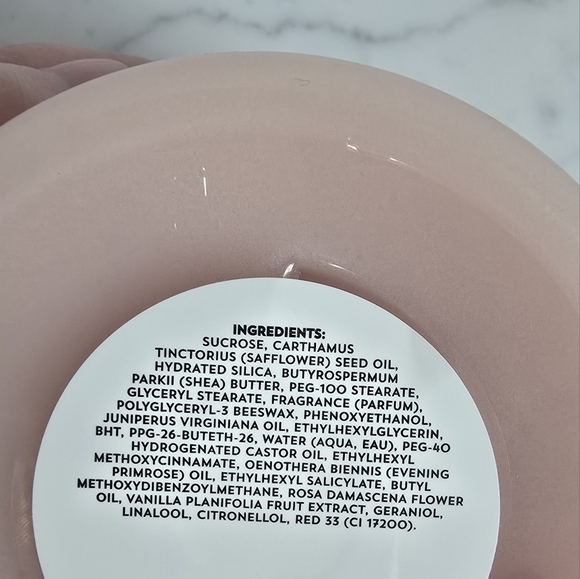 INGREDIENTS:
SUCROSE, CARTHAMUS
TINCTORIUS (SAFFLOWER) SEED OIL,
HYDRATED SILICA, BUTYROSPERMUM
PARKII (SHEA) BUTTER, PEG-100 STEARATE,
GLYCERYL STEARATE, FRAGRANCE (PARFUM),
POLYGLYCERYL-3 BEESWAX, PHENOXYETHANOL,
JUNIPERUS VIRGINIANA OIL, ETHYLHEXYLGLYCERIN,
BHT, PPG-26-BUTETH-26, WATER (AQUA, EAU), PEG-40
HYDROGENATED CASTOR OIL, ETHYLHEXYL
METHOXYCINNAMATE, OENOTHERA BIENNIS (EVENING
PRIMROSE) OIL, ETHYLHEXYL SALICYLATE, BUTYL
METHOXYDIBENZOYLMETHANE, ROSA DAMASCENA FLOWER
OIL, VANILLA PLANIFOLIA FRUIT EXTRACT, GERANIOL,
LINALOOL, CITRONELLOL, RED 33 (CI 17200).